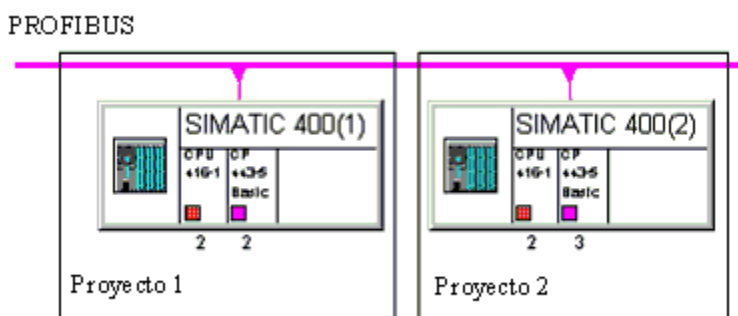 PROFIBUS
SIMATIC 400(1)
CPU 416-1
CP 443-5 Basic
2 2
Proyecto 1
SIMATIC 400(2)
CPU 416-1
CP 443-5 Basic
2 3
Proyecto 2